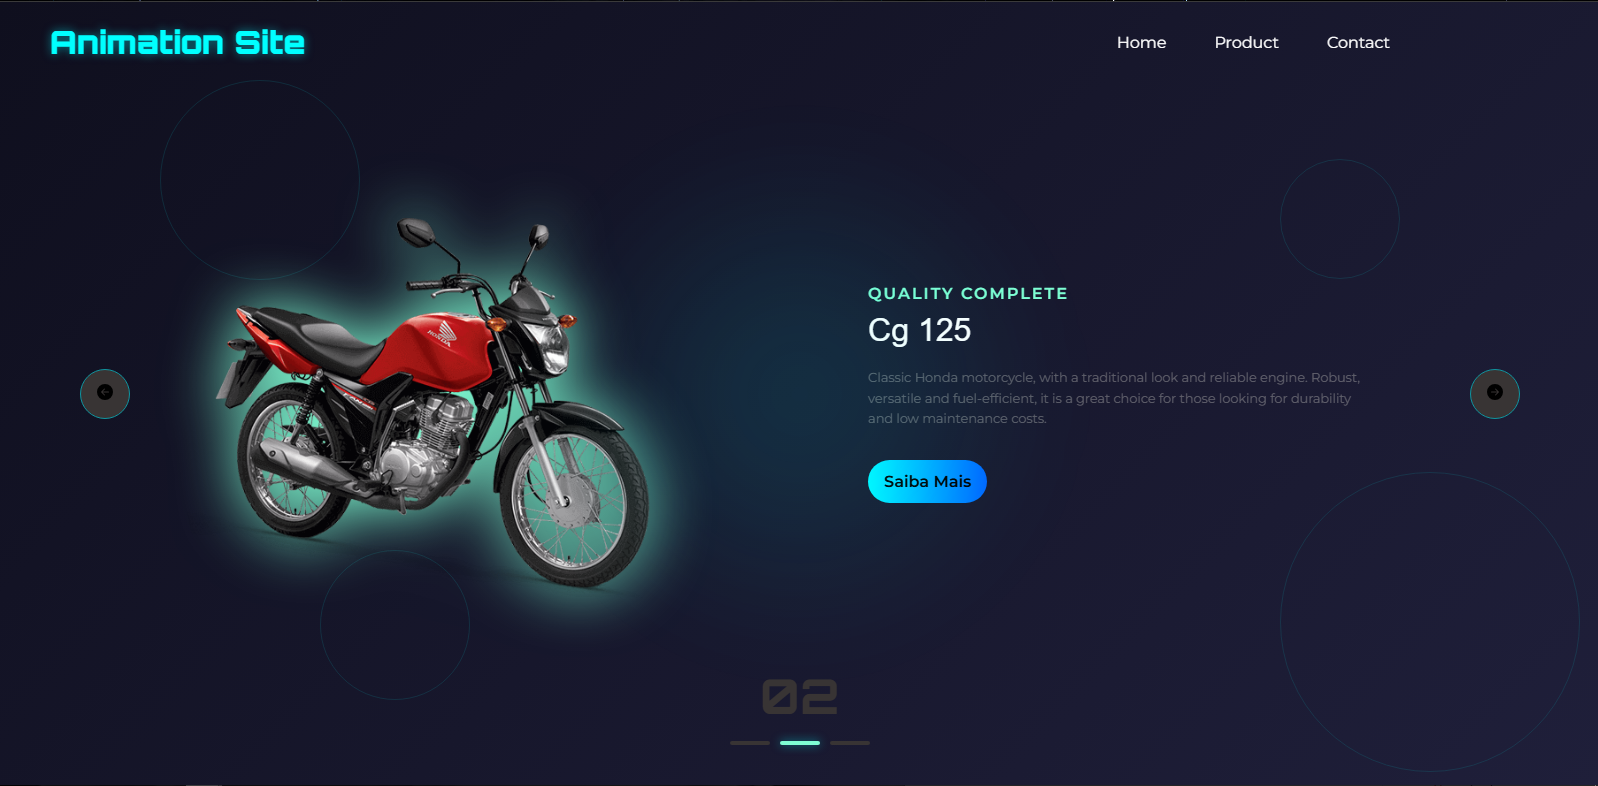 Animation Site
Home
Product
Contact
HONDA
QUALITY COMPLETE
Cg 125
Classic Honda motorcycle, with a traditional look and reliable engine. Robust,
versatile and fuel-efficient, it is a great choice for those looking for durability
and low maintenance costs.
Saiba Mais
02